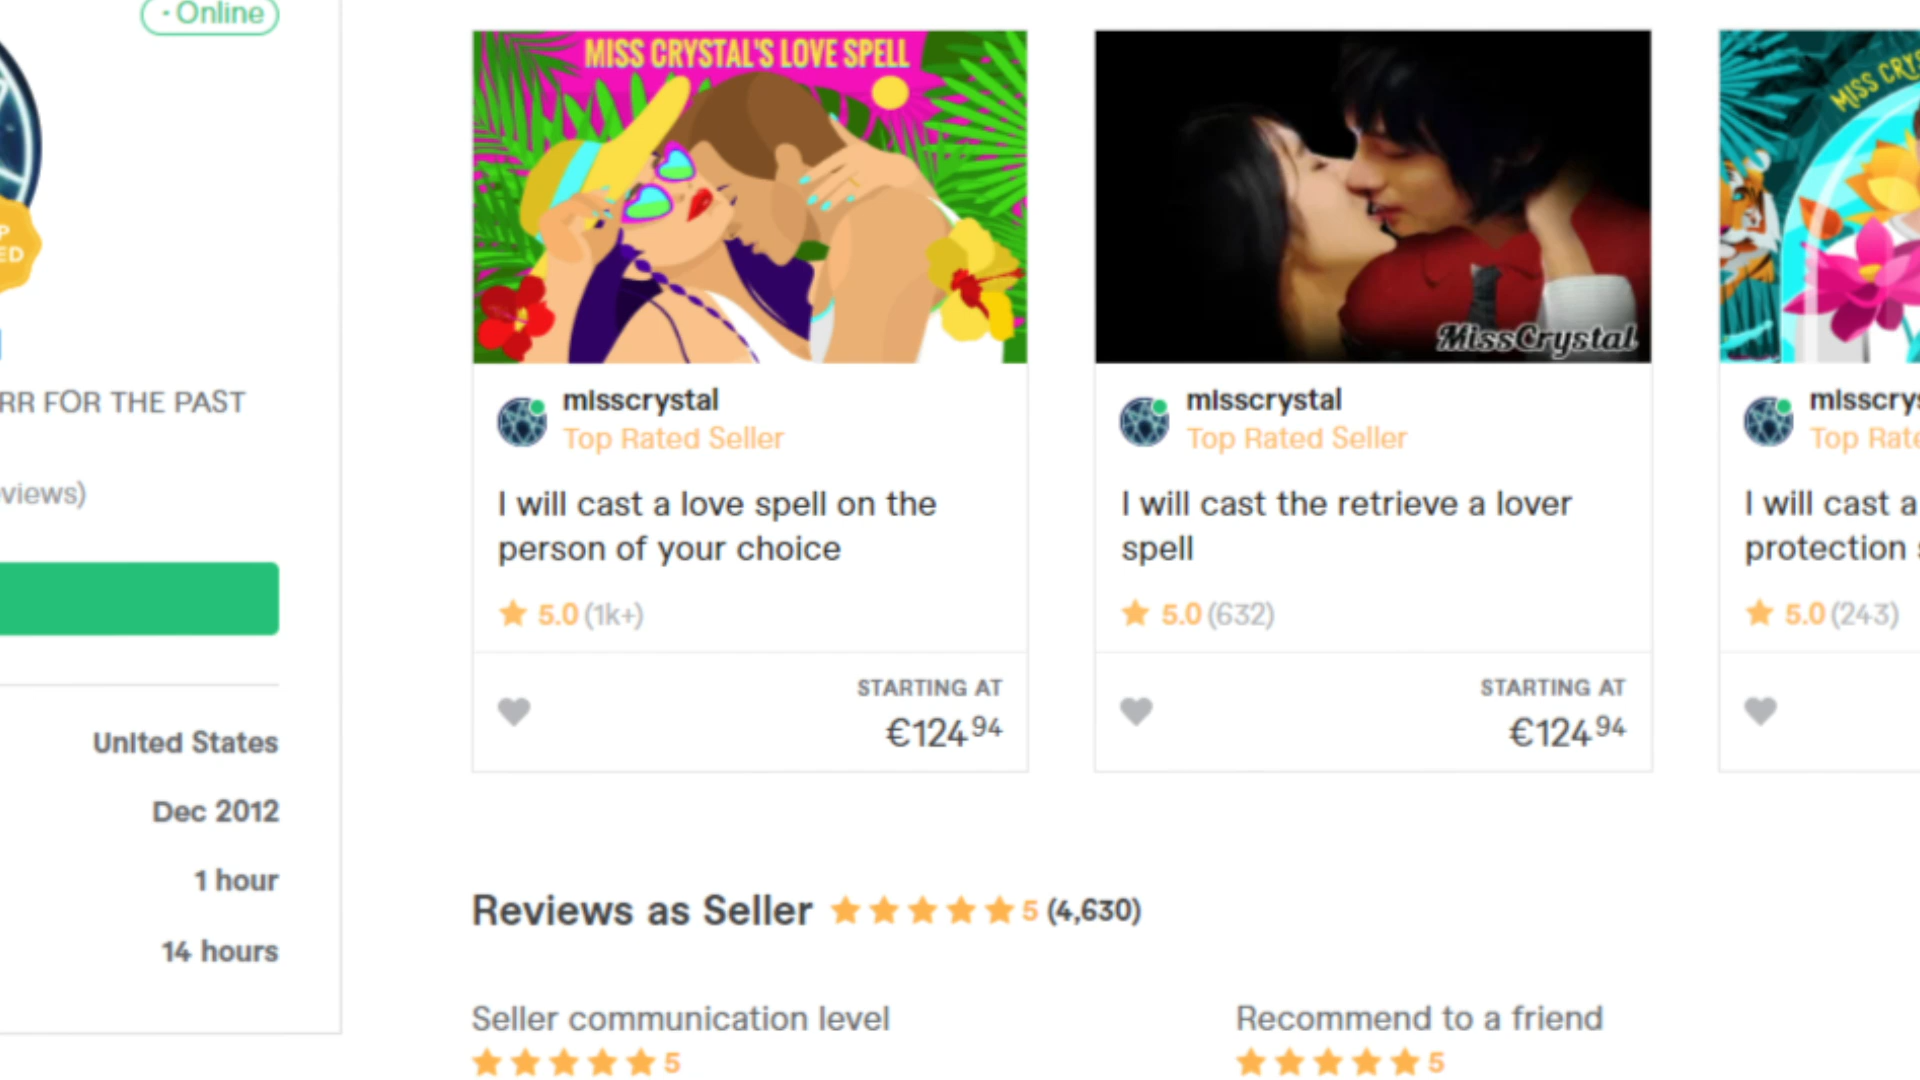 · Online
RR FOR THE PAST
views)
United States
Dec 2012
1 hour
14 hours
MISS CRYSTAL'S LOVE SPELL
misscrystal
Top Rated Seller
I will cast a love spell on the
person of your choice
5.0 (1k+)
STARTING AT
€124.94
MissCrystal
misscrystal
Top Rated Seller
I will cast the retrieve a lover
spell
5.0 (632)
STARTING AT
€124.94
MISS CRYS
misscrys
Top Rate
I will cast a
protection s
5.0 (243)
Reviews as Seller 5 (4,630)
Seller communication level
5
Recommend to a friend
5